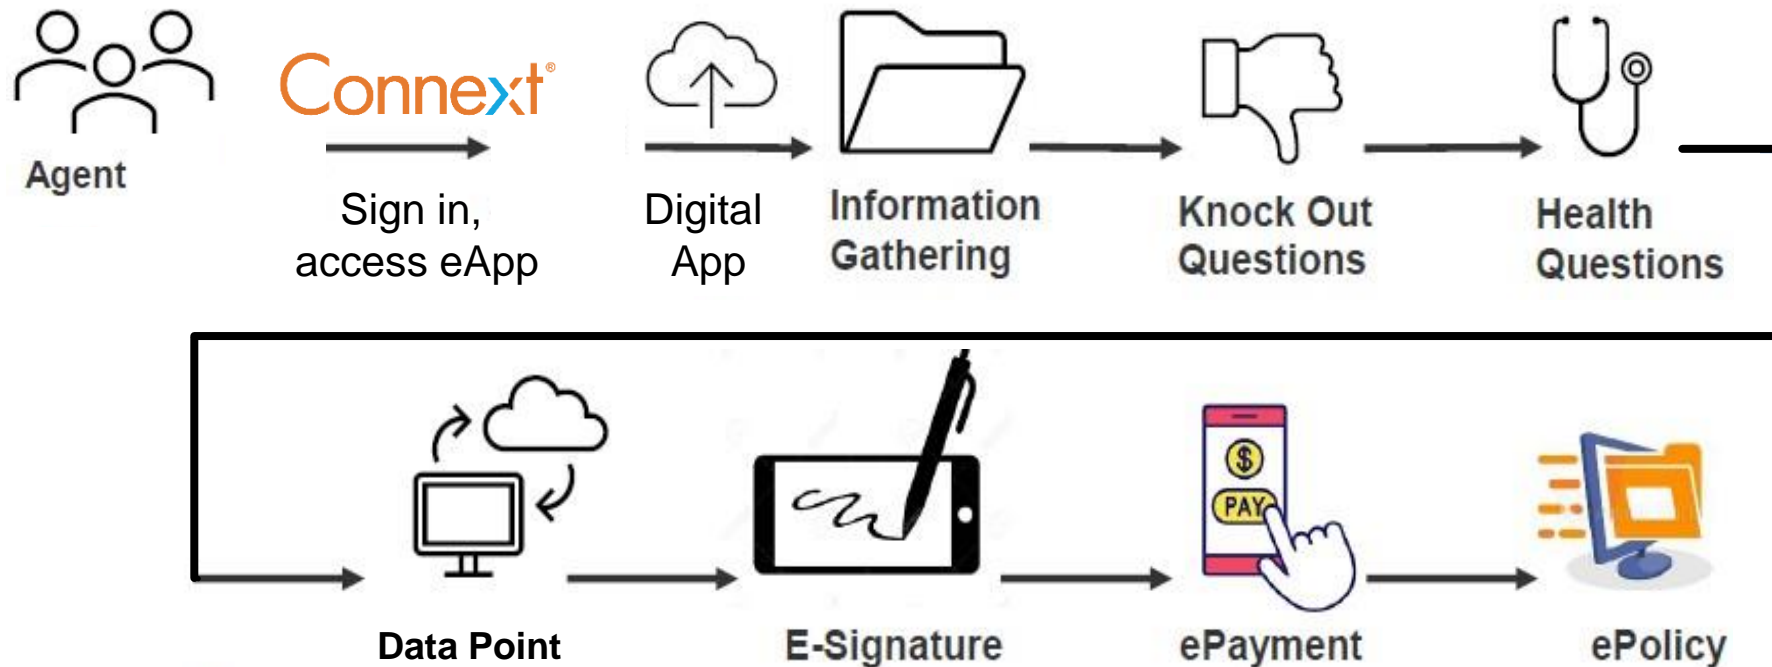 Connext®
Agent
Sign in,
access eApp
Digital
App
Information
Gathering
Knock Out
Questions
Health
Questions
$
PAY
Data Point
E-Signature
ePayment
ePolicy